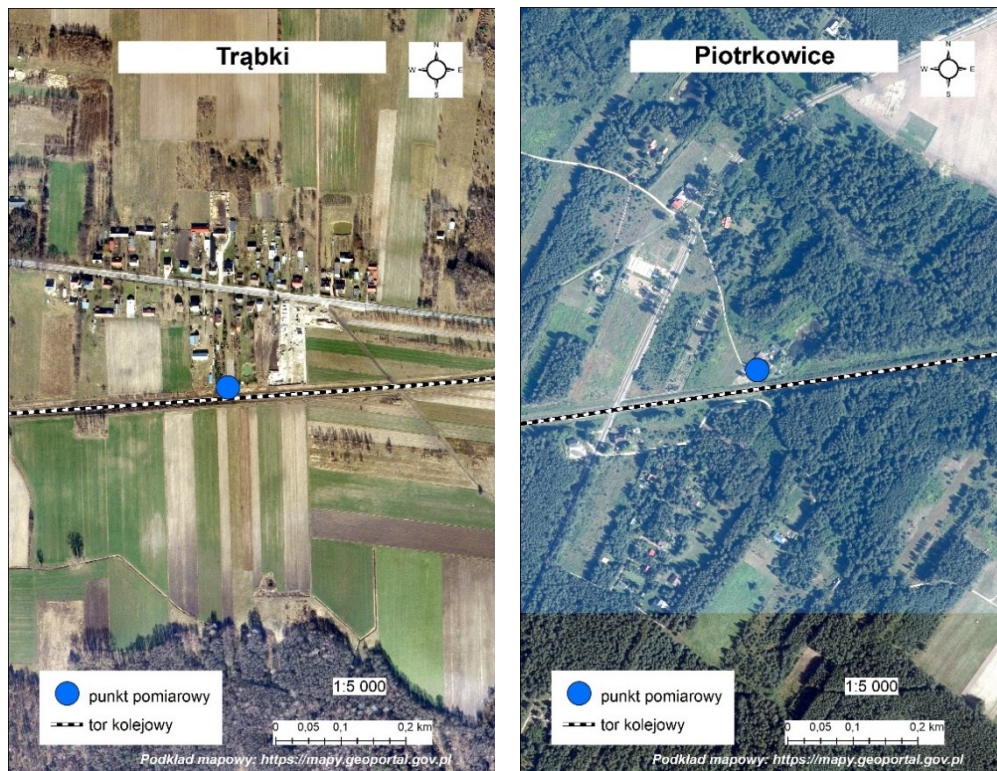 Trąbki
N
W E
S
1:5 000
punkt pomiarowy
tor kolejowy
0 0,05 0,1 0,2 km
Podkład mapowy: https://mapy.geoportal.gov.pl
Piotrkowice
N
W E
S
1:5 000
punkt pomiarowy
tor kolejowy
0 0,05 0,1 0,2 km
Podkład mapowy: https://mapy.geoportal.gov.pl